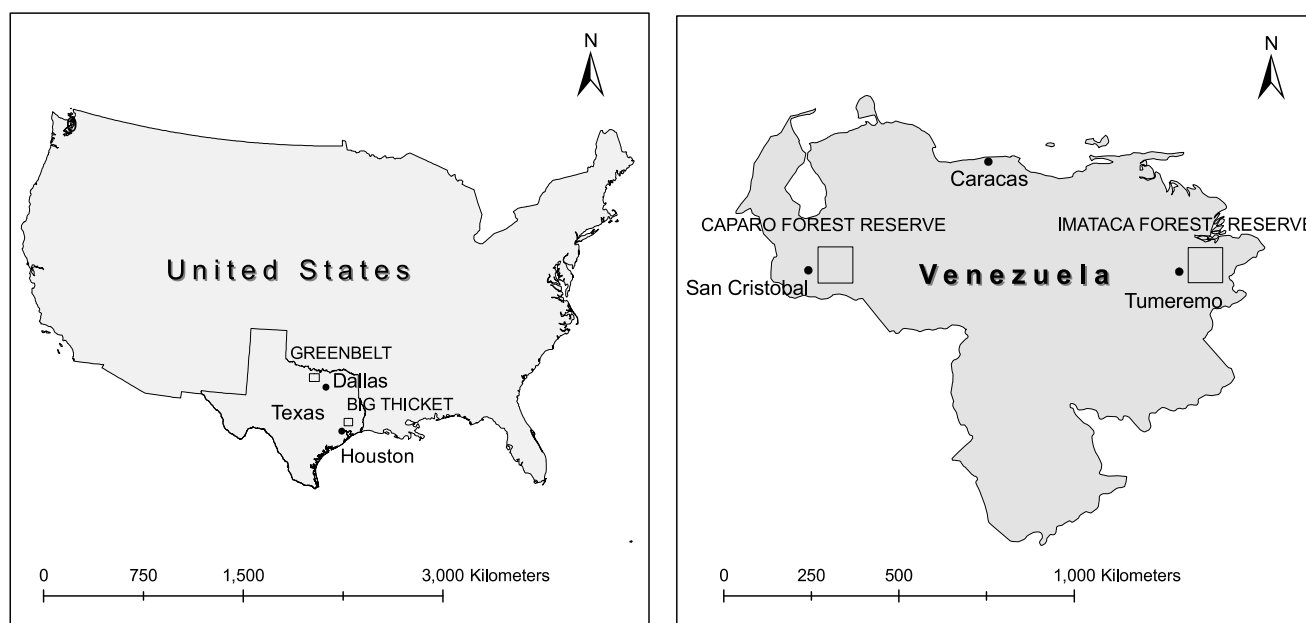 N
United States
GREENBELT
Dallas
BIG THICKET
Texas
Houston
0 750 1,500 3,000 Kilometers
N
Caracas
CAPARO FOREST RESERVE
IMATACA FOREST RESERVE
San Cristobal
Venezuela
Tumeremo
0 250 500 1,000 Kilometers